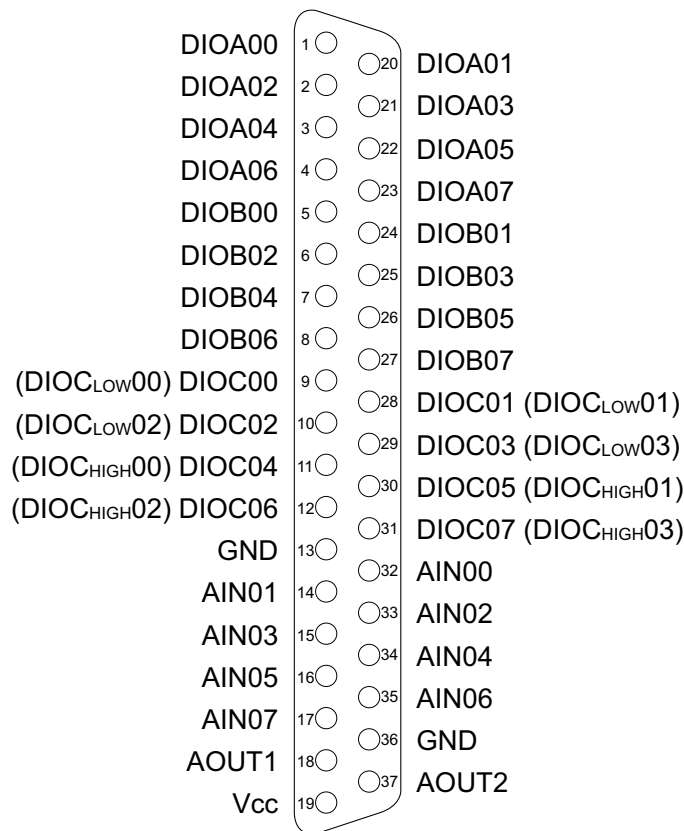 DIOA00 1
20 DIOA01
DIOA02 2
21 DIOA03
DIOA04 3
22 DIOA05
DIOA06 4
23 DIOA07
DIOB00 5
24 DIOB01
DIOB02 6
25 DIOB03
DIOB04 7
26 DIOB05
DIOB06 8
27 DIOB07
(DIOCLOW00) DIOC00 9
28 DIOC01 (DIOCLOW01)
(DIOCLOW02) DIOC02 10
29 DIOC03 (DIOCLOW03)
(DIOCHIGH00) DIOC04 11
30 DIOC05 (DIOCHIGH01)
(DIOCHIGH02) DIOC06 12
31 DIOC07 (DIOCHIGH03)
GND 13
32 AIN00
AIN01 14
33 AIN02
AIN03 15
34 AIN04
AIN05 16
35 AIN06
AIN07 17
36 GND
AOUT1 18
37 AOUT2
Vcc 19